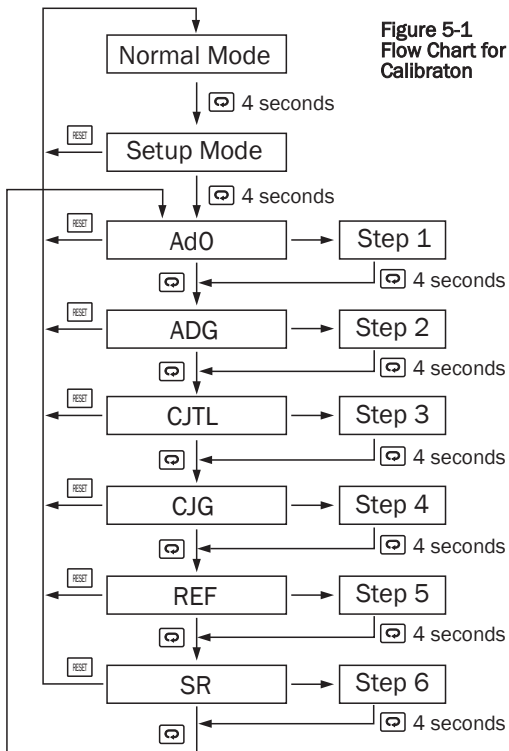 Figure 5-1
Flow Chart for
Calibraton
Normal Mode
4 seconds
RESET
Setup Mode
4 seconds
RESET
Ad0
Step 1
4 seconds
RESET
ADG
Step 2
4 seconds
RESET
CJTL
Step 3
4 seconds
RESET
CJG
Step 4
4 seconds
RESET
REF
Step 5
4 seconds
RESET
SR
Step 6
4 seconds